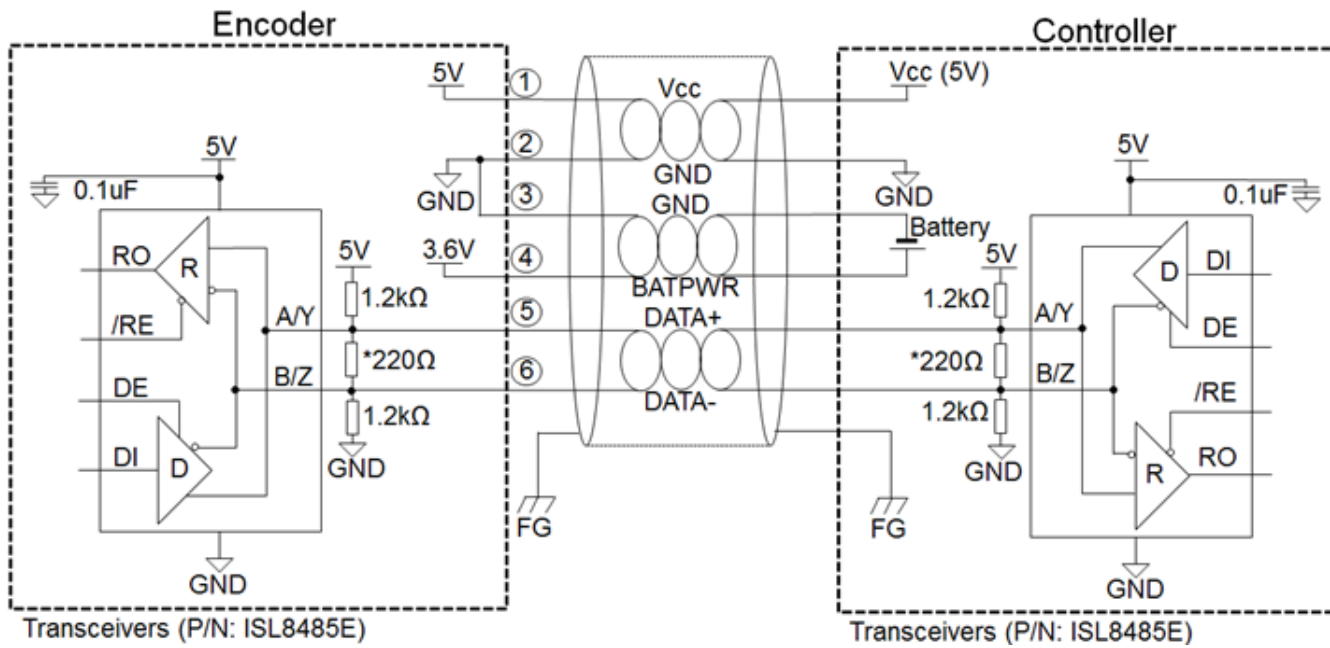 Encoder
Controller
5V
①
Vcc
Vcc (5V)
5V
②
GND
GND
GND
5V
0.1uF
0.1uF
③
GND
Battery
RO
R
5V
3.6V
④
BATPWR
5V
D
DI
1.2kΩ
1.2kΩ
/RE
A/Y
⑤
DATA+
A/Y
DE
*220Ω
*220Ω
DE
B/Z
⑥
DATA-
B/Z
/RE
1.2kΩ
1.2kΩ
DI
D
GND
GND
R
RO
FG
FG
GND
GND
Transceivers (P/N: ISL8485E)
Transceivers (P/N: ISL8485E)